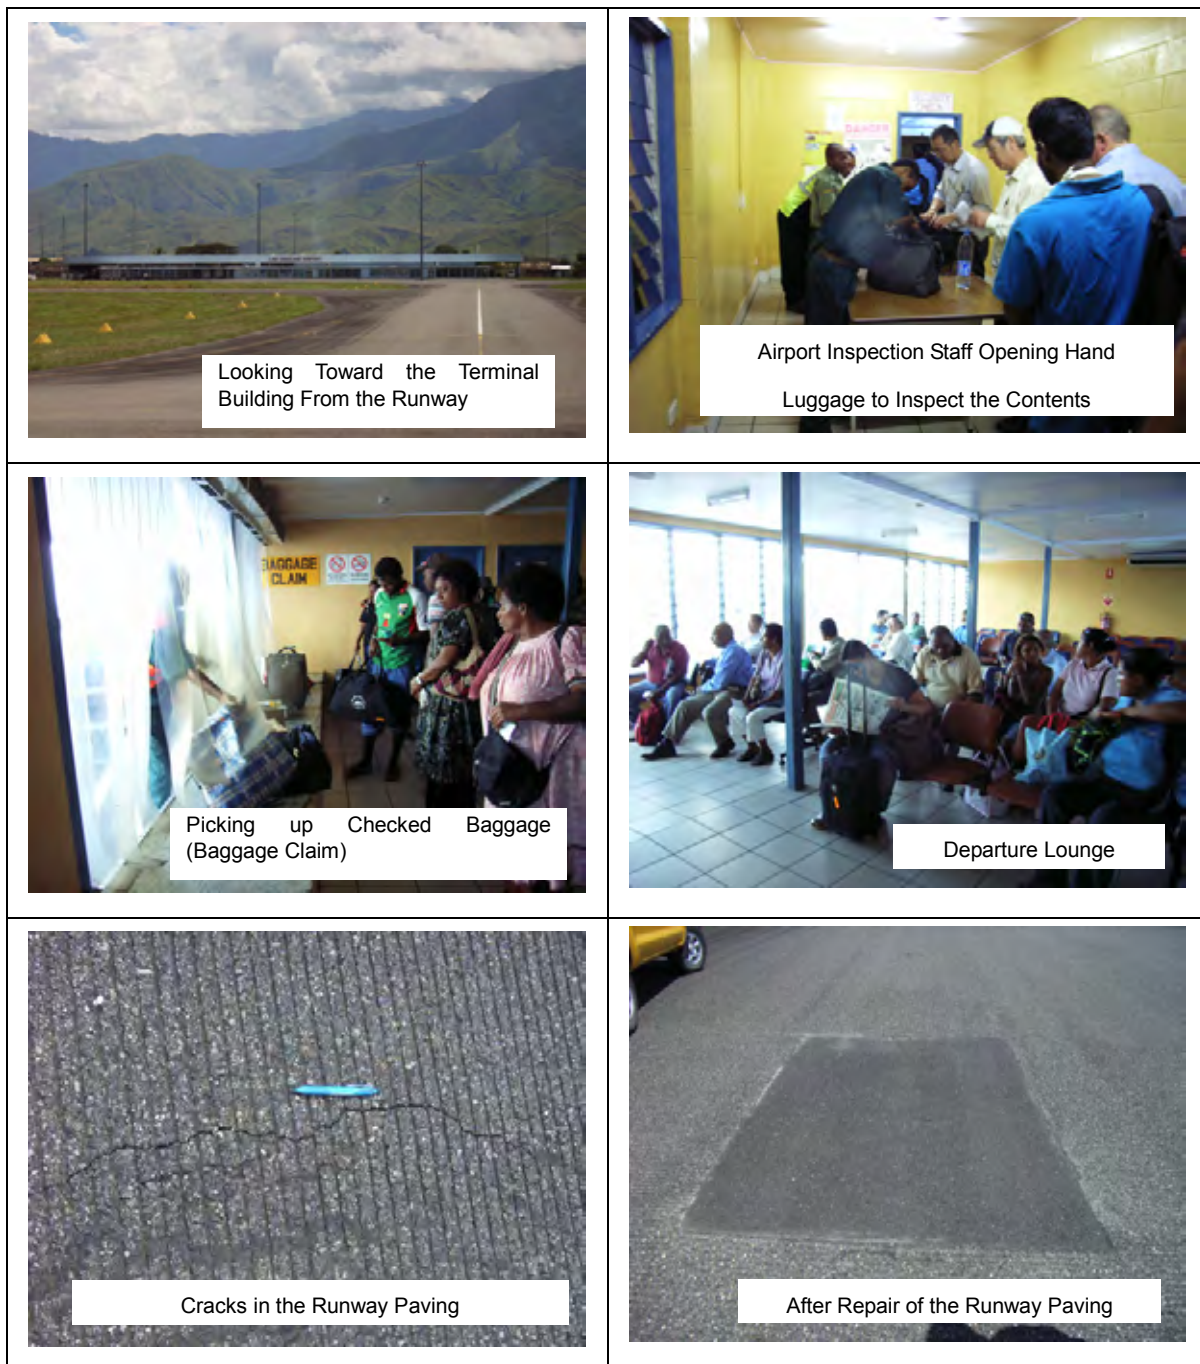 Looking Toward the Terminal
Building From the Runway
Airport Inspection Staff Opening Hand
Luggage to Inspect the Contents
DANGER
BAGGAGE
CLAIM
Picking up Checked Baggage
(Baggage Claim)
Departure Lounge
Cracks in the Runway Paving
After Repair of the Runway Paving